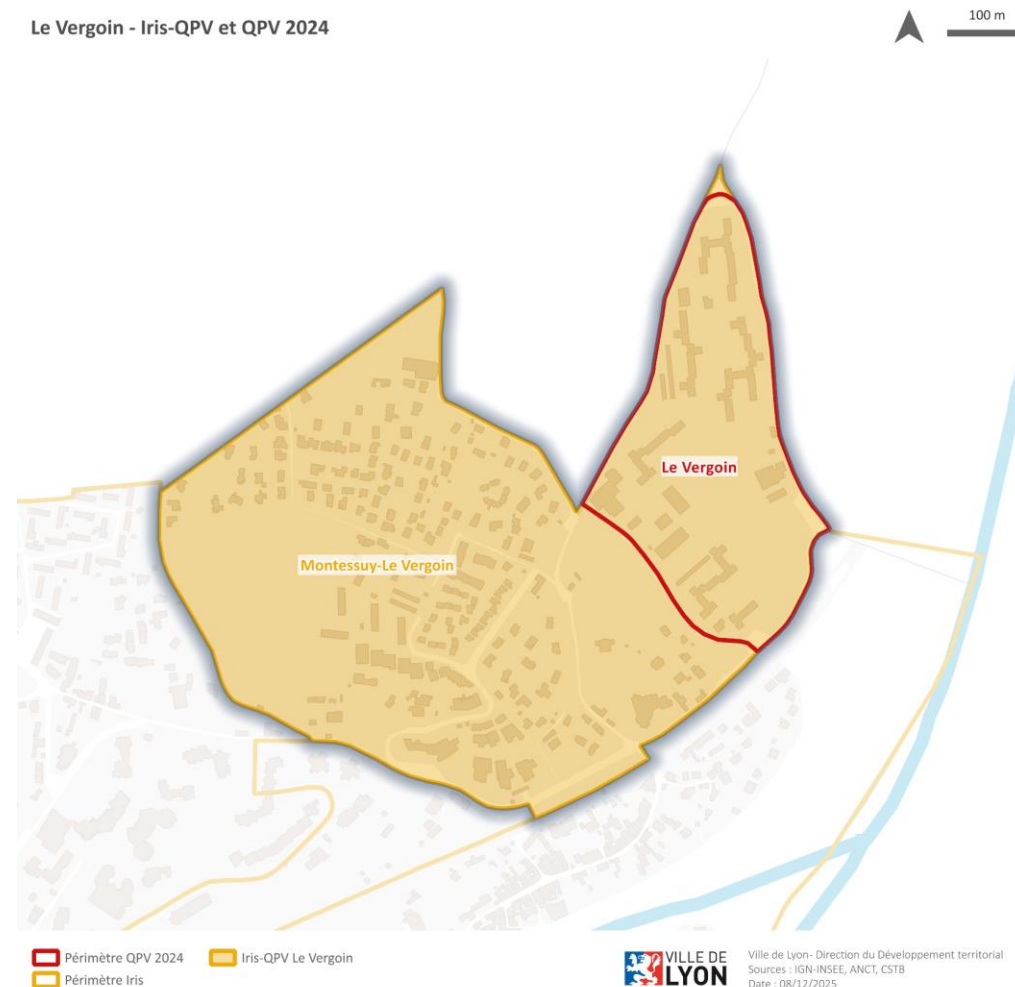 Le Vergoin - Iris-QPV et QPV 2024
100 m
Le Vergoin
Montessuy-Le Vergoin
Périmètre QPV 2024
Iris-QPV Le Vergoin
Périmètre Iris
VILLE DE
LYON
Ville de Lyon- Direction du Développement territorial
Sources : IGN-INSEE, ANCT, CSTB
Date : 08/12/2025